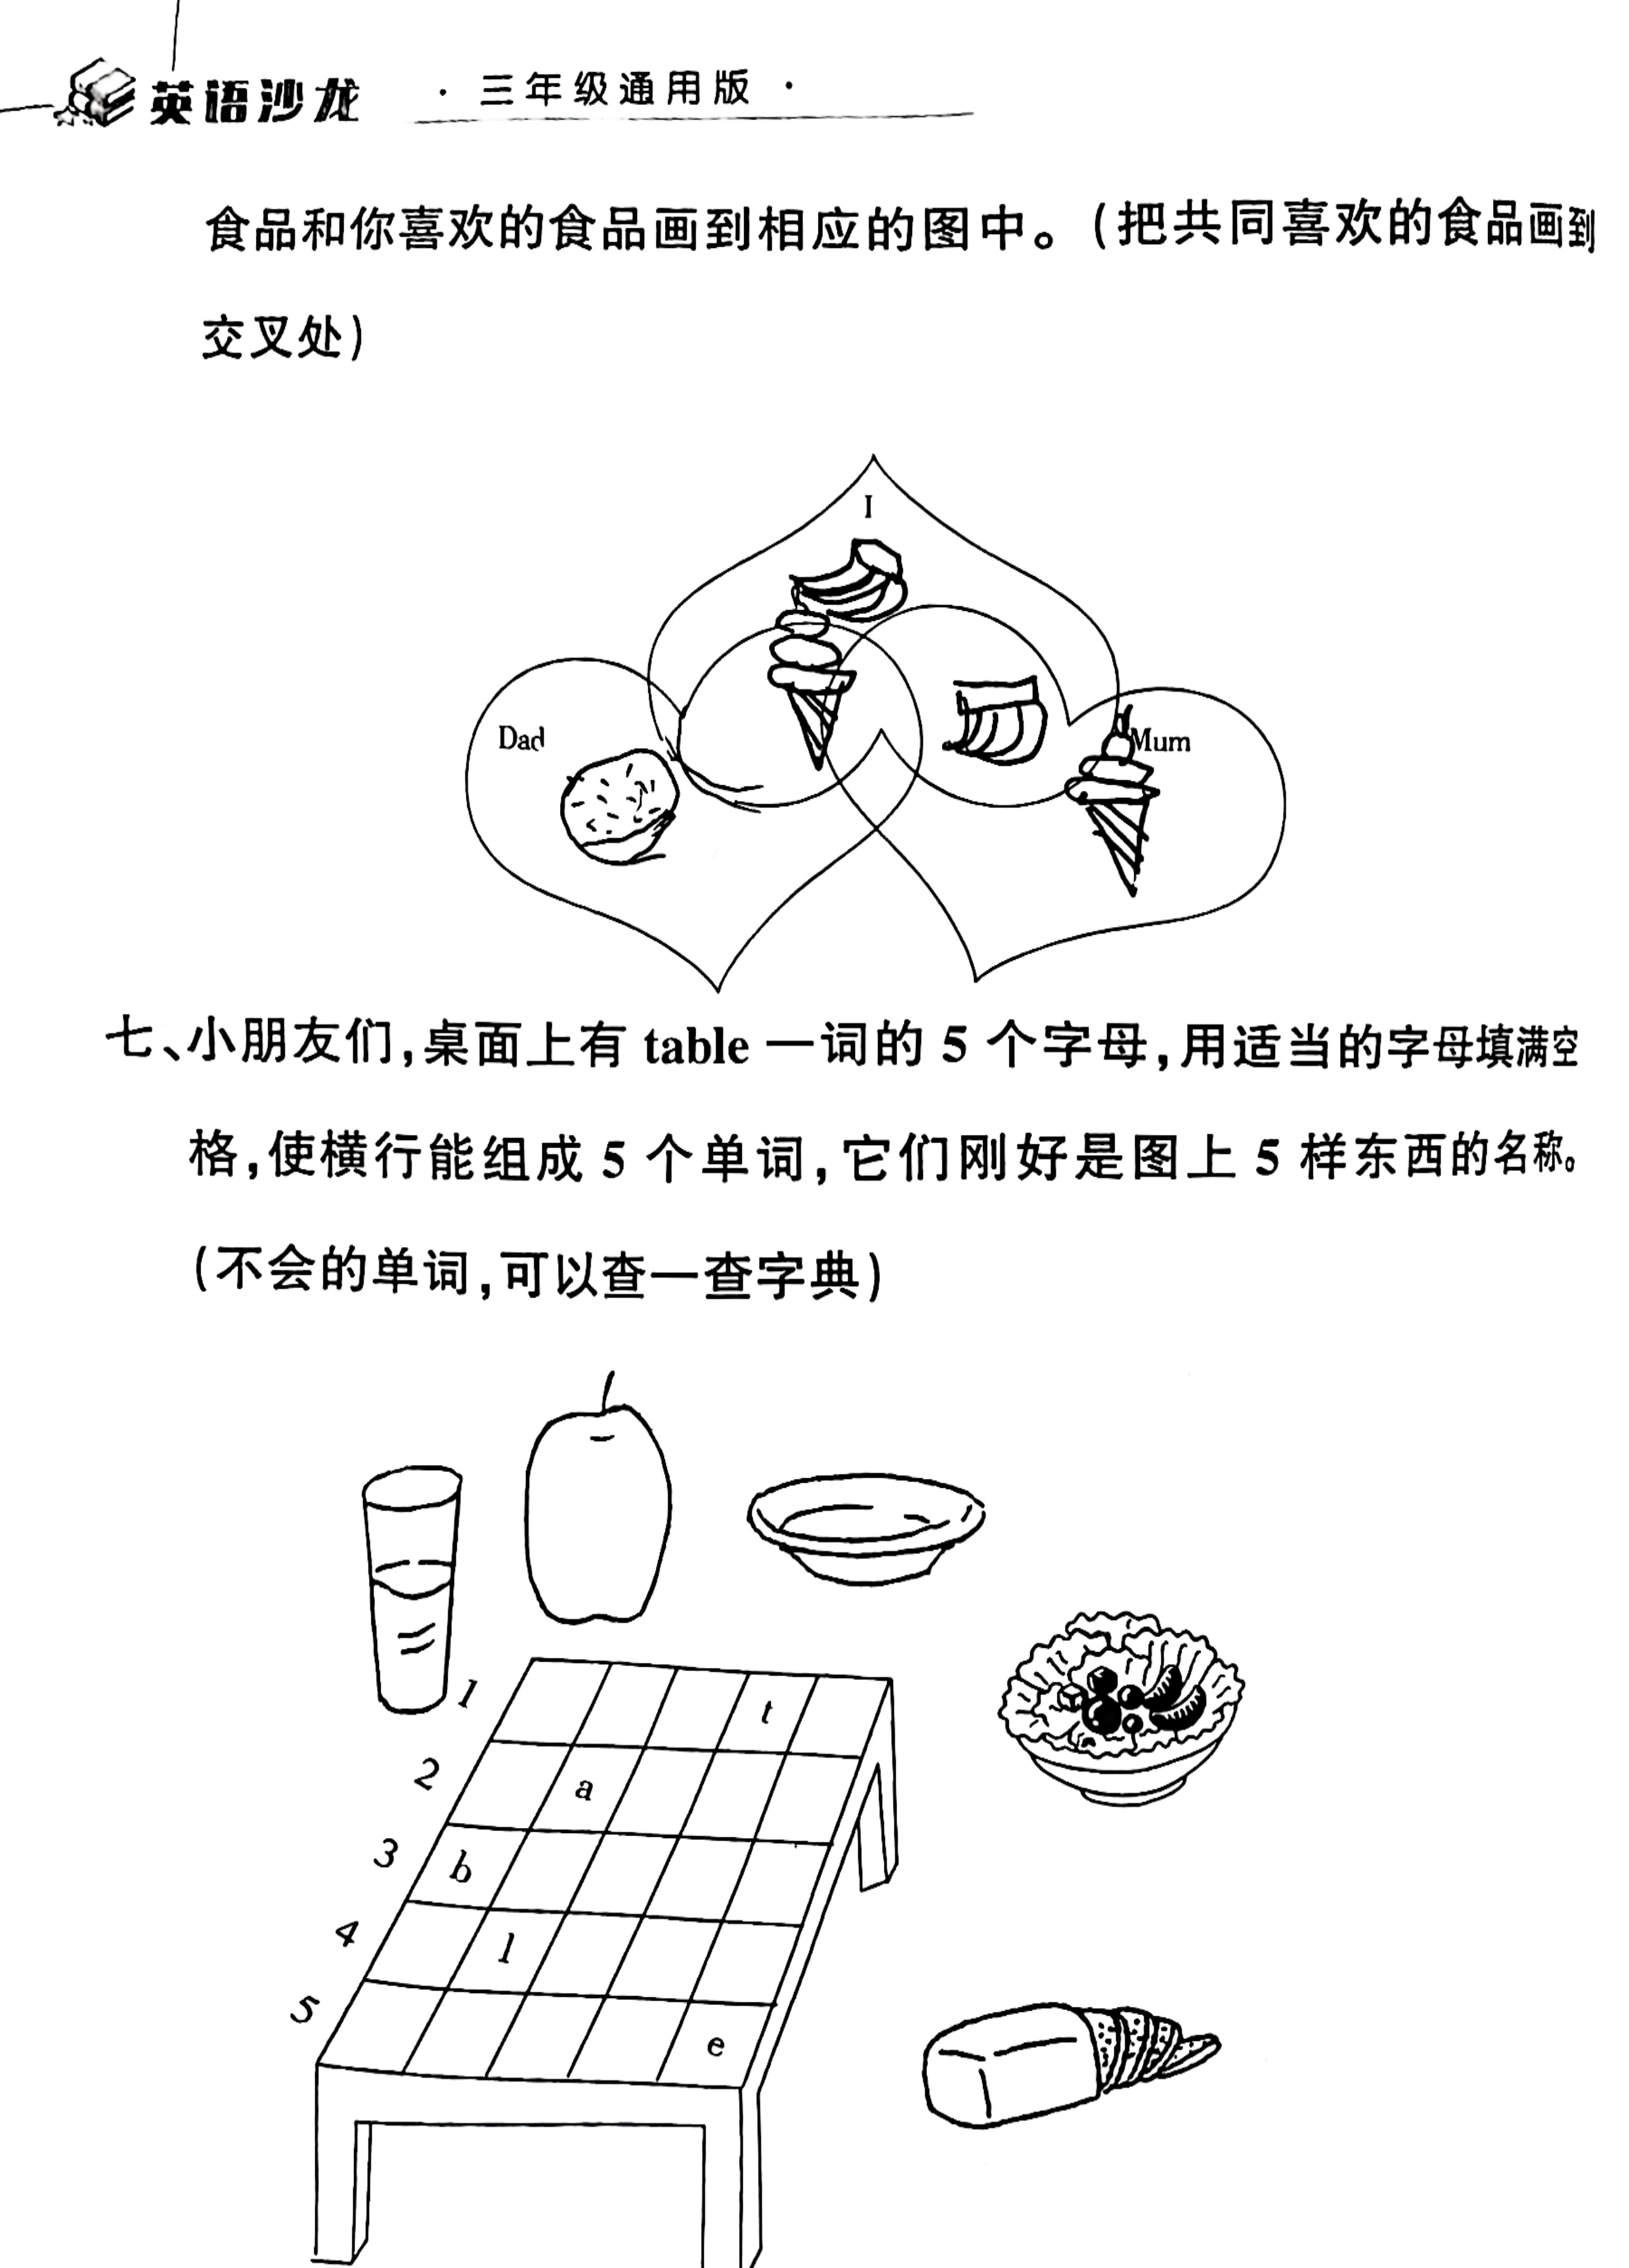 英语沙龙 · 三年级通用版 ·
食品和你喜欢的食品画到相应的图中。(把共同喜欢的食品画到
交叉处)
I
Dad
Mum
七、小朋友们,桌面上有 table 一词的 5 个字母,用适当的字母填满空
格,使横行能组成 5 个单词,它们刚好是图上 5 样东西的名称。
(不会的单词,可以查一查字典)
1 t
2 a
3 b
4 l
5 e